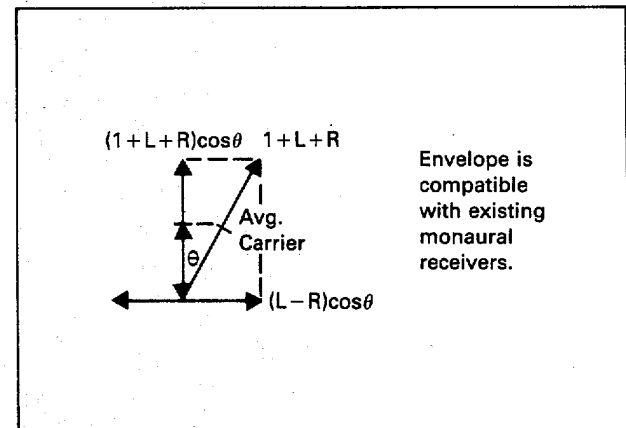 (1+L+R)cosθ 1+L+R
Envelope is
compatible
with existing
monaural
receivers.
Avg.
Carrier
θ
(L−R)cosθ